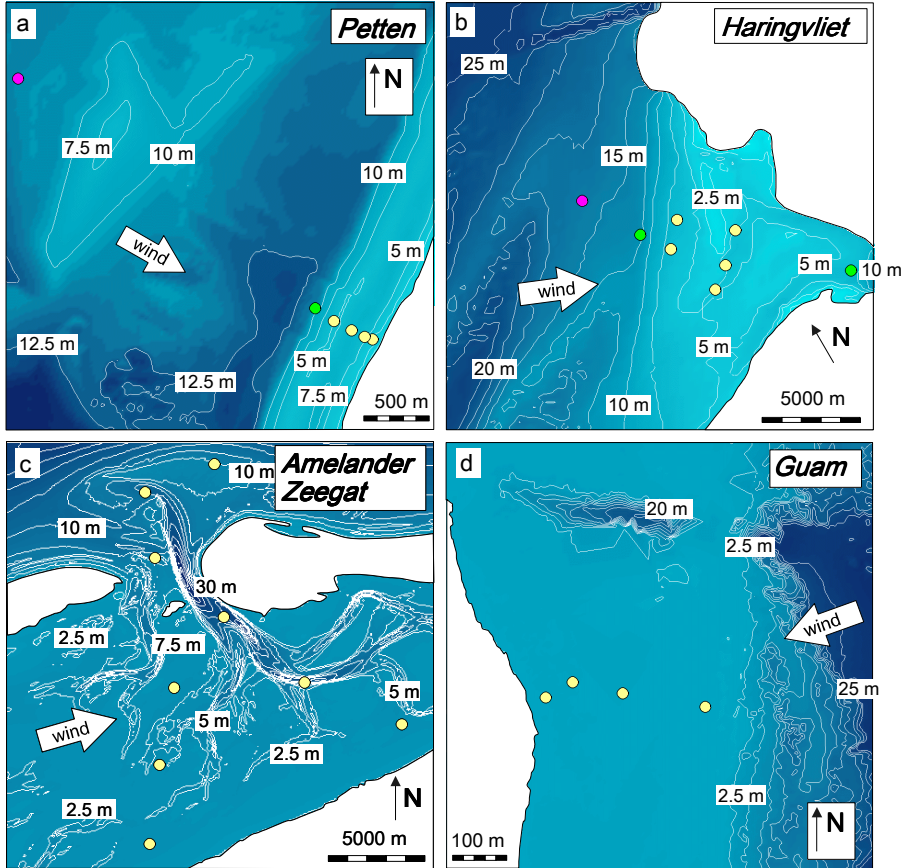 a
Petten
N
7.5 m
10 m
10 m
wind
5 m
12.5 m
12.5 m
5 m
7.5 m
500 m
b
Haringvliet
25 m
15 m
2.5 m
wind
5 m
10 m
20 m
5 m
N
10 m
5000 m
c
Amelander
Zeegat
10 m
10 m
30 m
2.5 m
7.5 m
wind
5 m
5 m
2.5 m
2.5 m
N
5000 m
d
Guam
20 m
2.5 m
wind
25 m
2.5 m
N
100 m